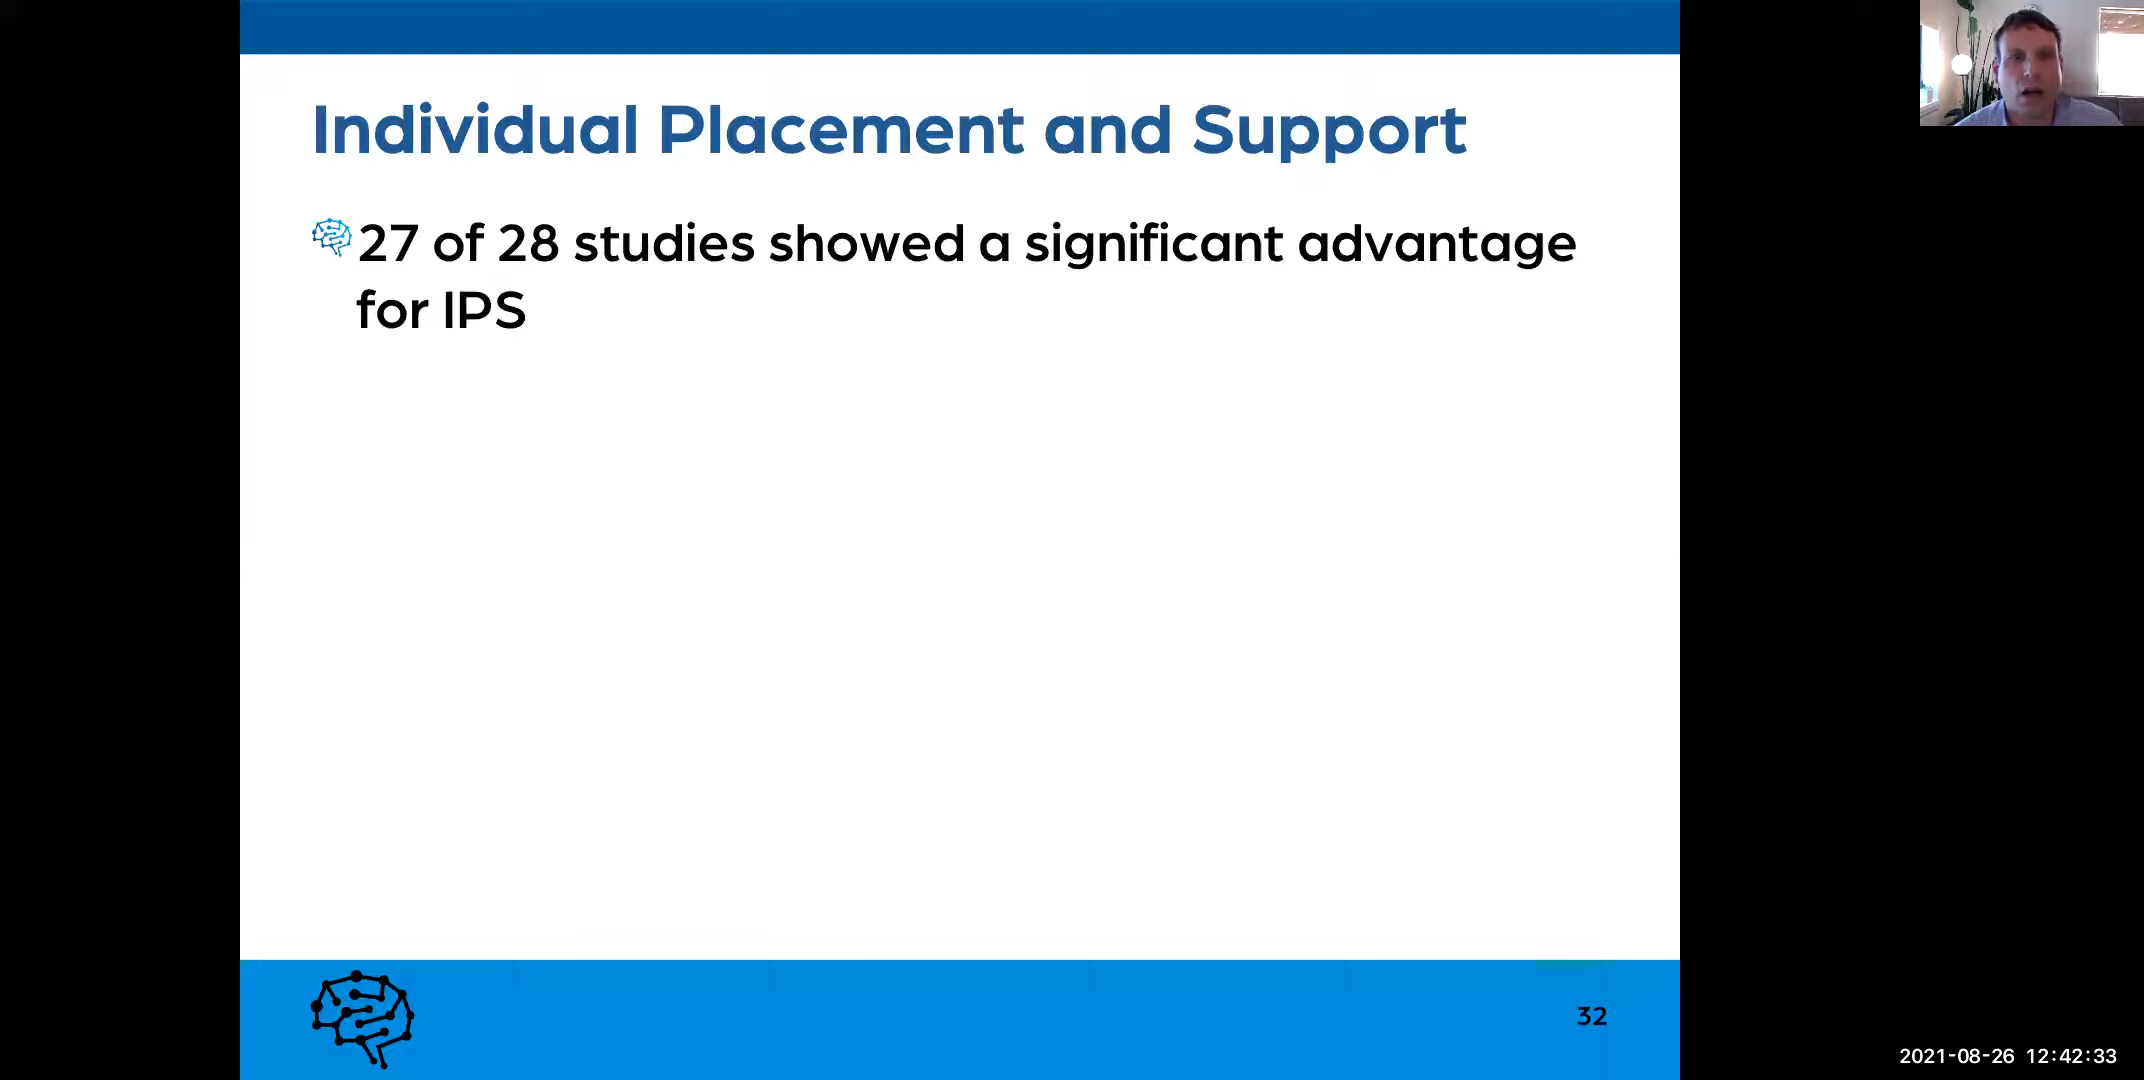 Individual Placement and Support
27 of 28 studies showed a significant advantage
for IPS
32
2021-08-26 12:42:33